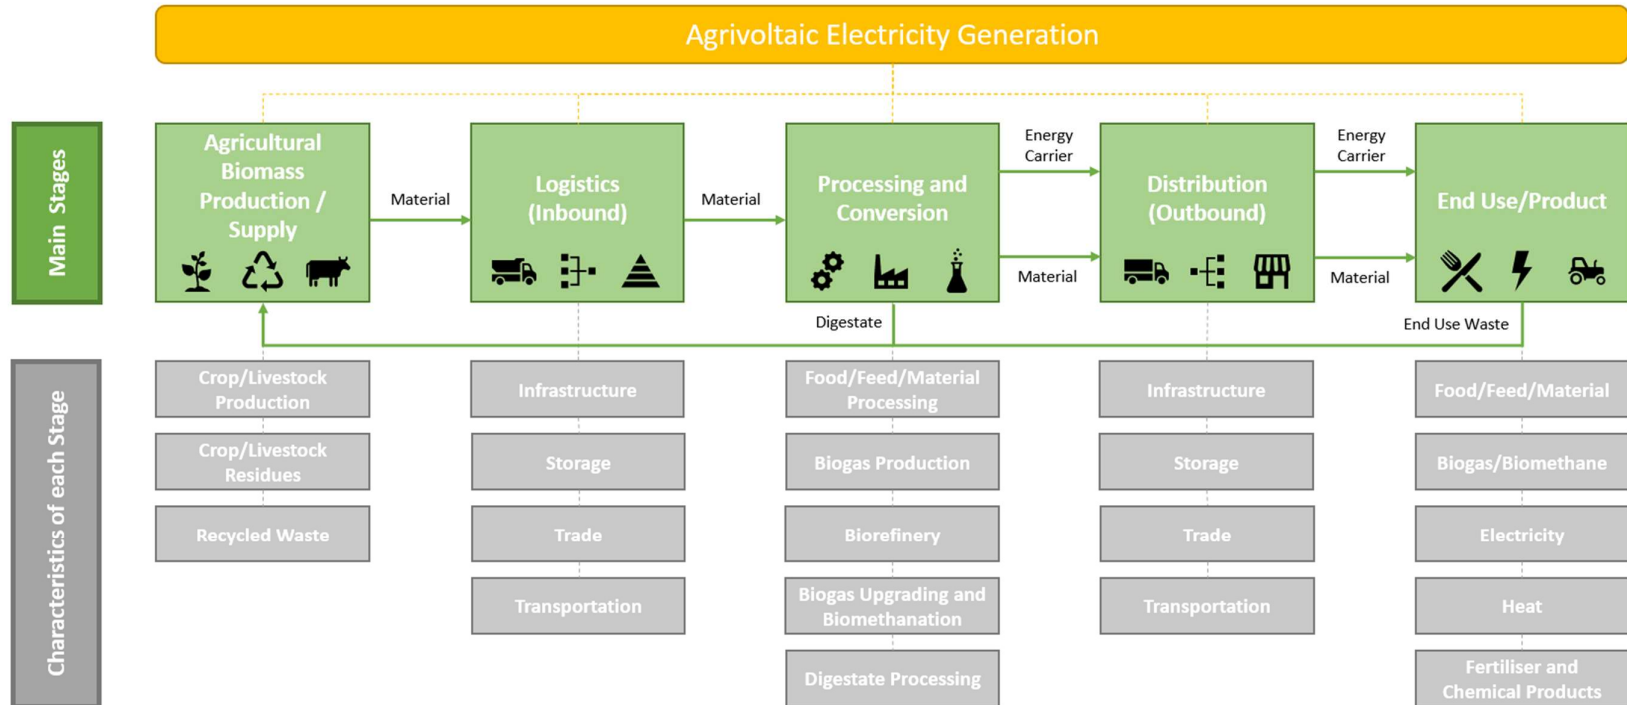 Agrivoltaic Electricity Generation
Main Stages
Agricultural
Biomass
Production /
Supply
Material
Logistics
(Inbound)
Material
Processing and
Conversion
Energy
Carrier
Material
Distribution
(Outbound)
Energy
Carrier
Material
End Use/Product
Digestate
End Use Waste
Characteristics of each Stage
Crop/Livestock
Production
Crop/Livestock
Residues
Recycled Waste
Infrastructure
Storage
Trade
Transportation
Food/Feed/Material
Processing
Biogas Production
Biorefinery
Biogas Upgrading and
Biomethanation
Digestate Processing
Infrastructure
Storage
Trade
Transportation
Food/Feed/Material
Biogas/Biomethane
Electricity
Heat
Fertiliser and
Chemical Products